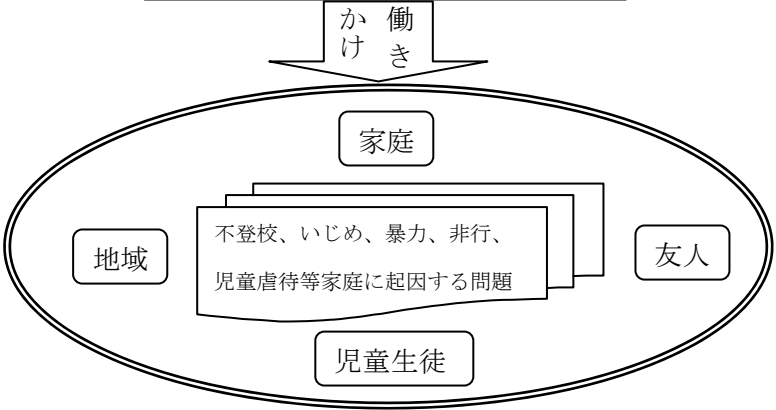 働き
かけ
家庭
不登校、いじめ、暴力、非行、
児童虐待等家庭に起因する問題
地域
友人
児童生徒